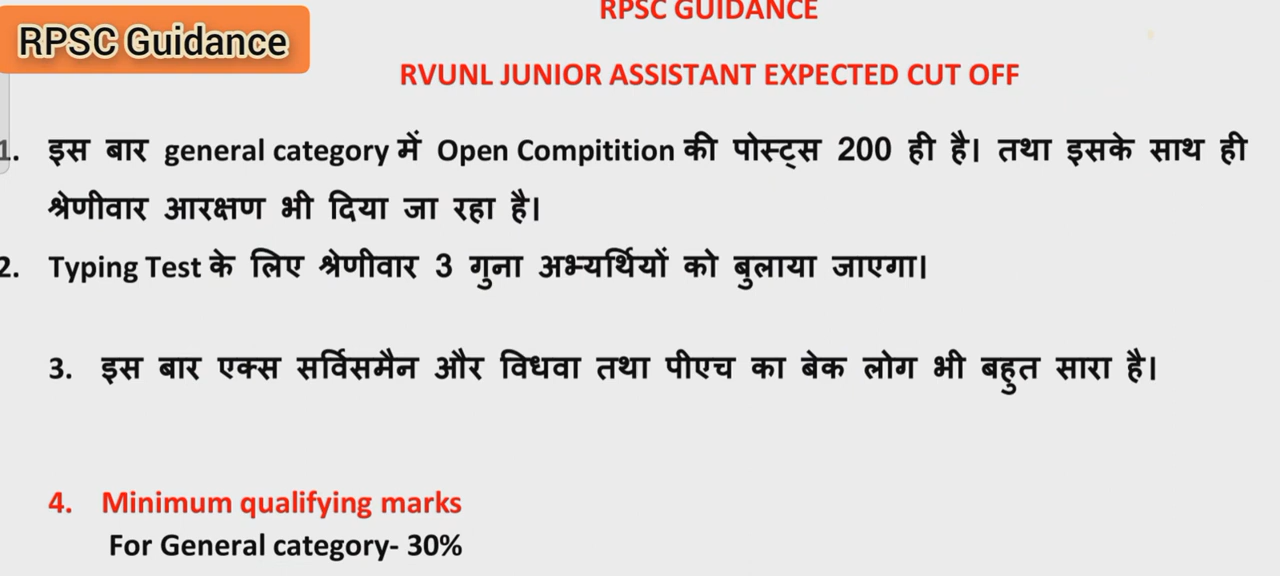 RPSC GUIDANCE
RPSC Guidance
RVUNL JUNIOR ASSISTANT EXPECTED CUT OFF
1. इस बार general category में Open Compitition की पोस्ट्स 200 ही है। तथा इसके साथ ही
श्रेणीवार आरक्षण भी दिया जा रहा है।
2. Typing Test के लिए श्रेणीवार 3 गुना अभ्यर्थियों को बुलाया जाएगा।
3. इस बार एक्स सर्विसमैन और विधवा तथा पीएच का बेक लोग भी बहुत सारा है।
4. Minimum qualifying marks
For General category- 30%